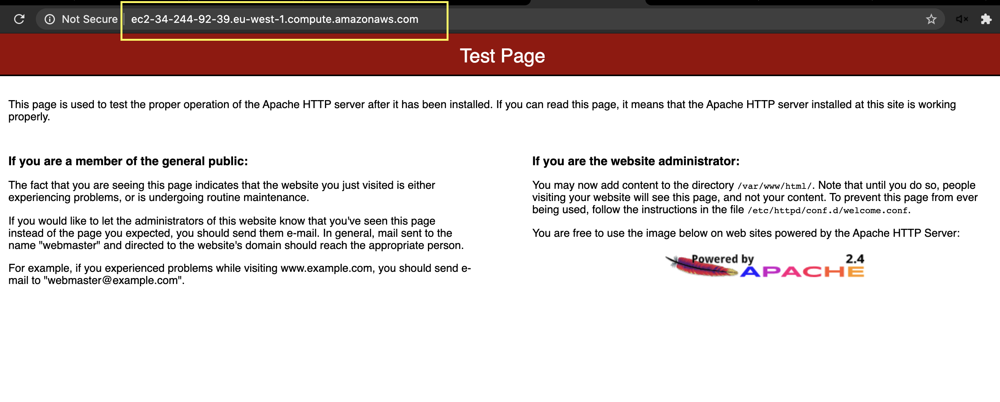 Not Secure
ec2-34-244-92-39.eu-west-1.compute.amazonaws.com
Test Page
This page is used to test the proper operation of the Apache HTTP server after it has been installed. If you can read this page, it means that the Apache HTTP server installed at this site is working
properly.
If you are a member of the general public:
The fact that you are seeing this page indicates that the website you just visited is either
experiencing problems, or is undergoing routine maintenance.
If you would like to let the administrators of this website know that you've seen this page
instead of the page you expected, you should send them e-mail. In general, mail sent to the
name "webmaster" and directed to the website's domain should reach the appropriate person.
For example, if you experienced problems while visiting www.example.com, you should send e-
mail to "webmaster@example.com".
If you are the website administrator:
You may now add content to the directory /var/www/html/. Note that until you do so, people
visiting your website will see this page, and not your content. To prevent this page from ever
being used, follow the instructions in the file /etc/httpd/conf.d/welcome.conf.
You are free to use the image below on web sites powered by the Apache HTTP Server:
Powered by 2.4
APACHE